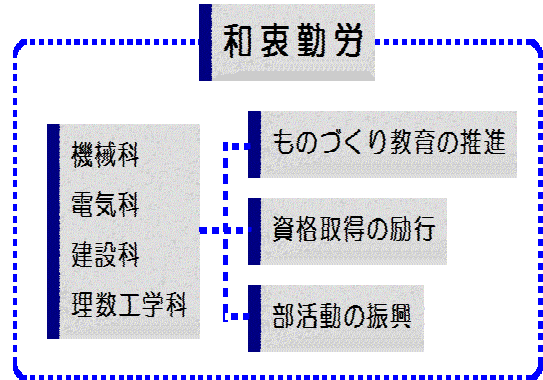 和衷勤労
機械科
電気科
建設科
理数工学科
ものづくり教育の推進
資格取得の励行
部活動の振興